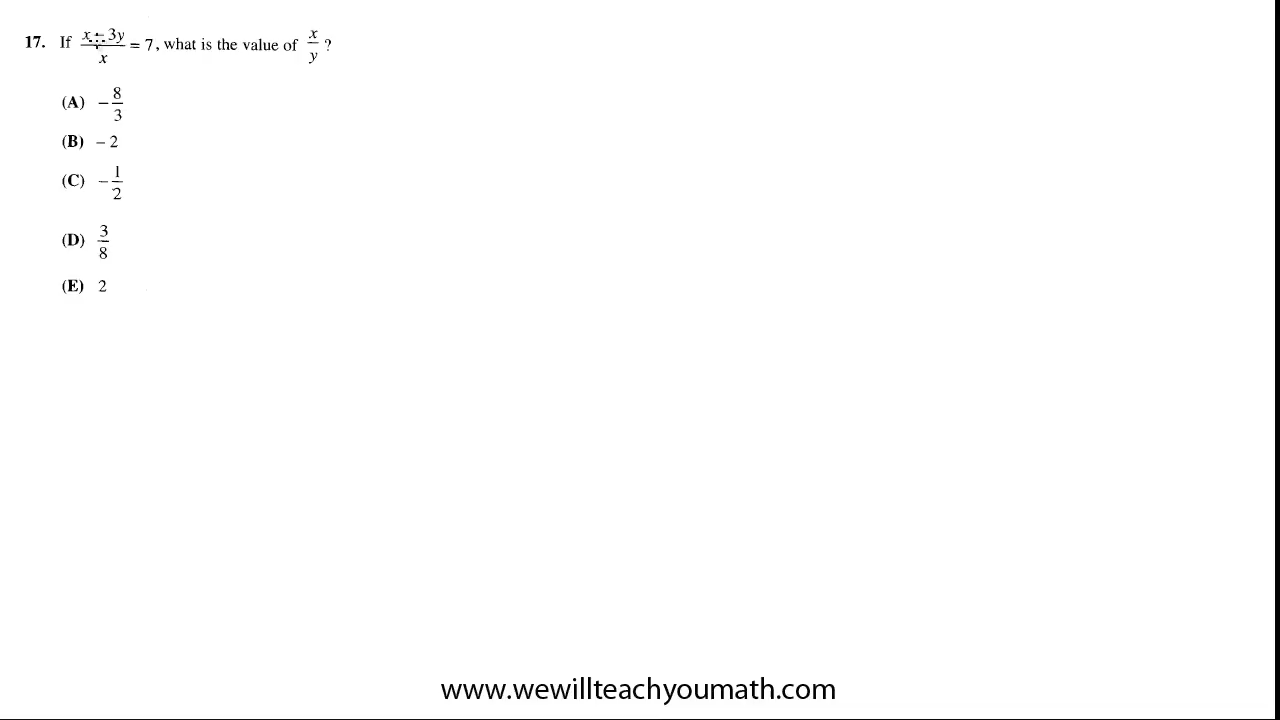 17. If (x - 3y)/x = 7, what is the value of x/y ?
(A) -8/3
(B) - 2
(C) -1/2
(D) 3/8
(E) 2
www.wewillteachyoumath.com